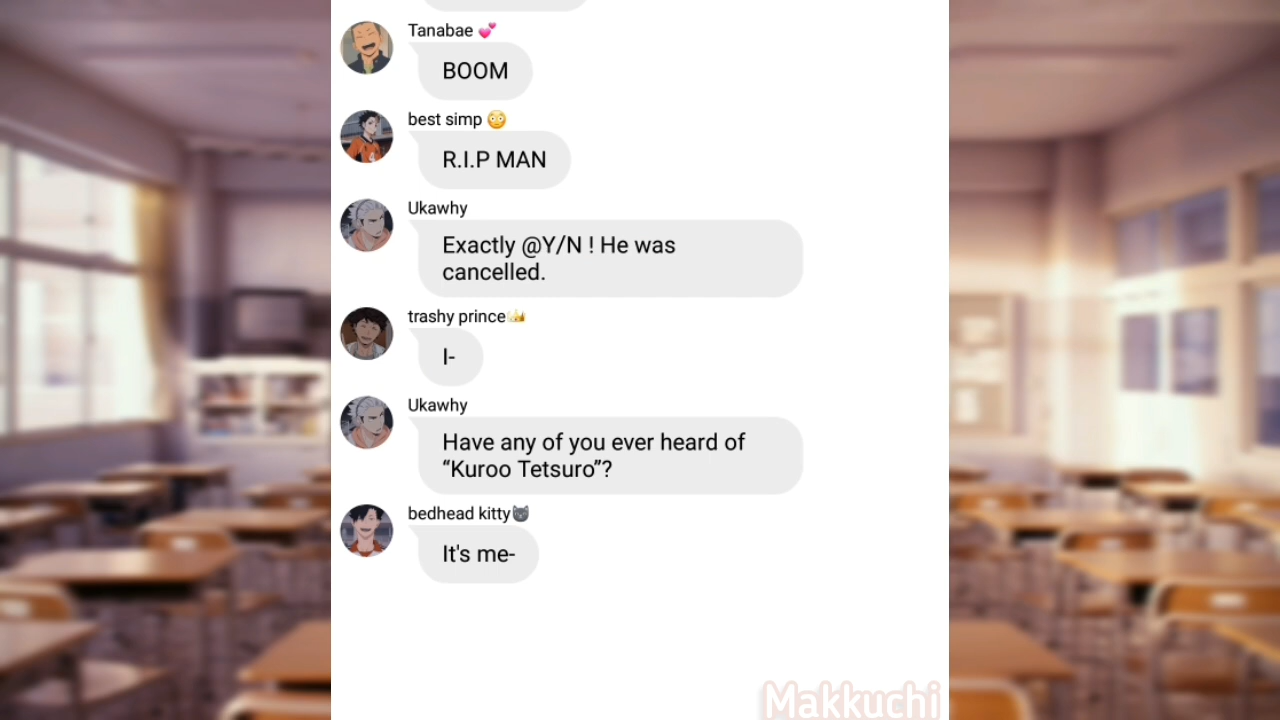 Tanabae 💕
BOOM
best simp 😳
R.I.P MAN
Ukawhy
Exactly @Y/N ! He was
cancelled.
trashy prince👑
I-
Ukawhy
Have any of you ever heard of
“Kuroo Tetsuro”?
bedhead kitty🐱
It's me-
Makkuchi